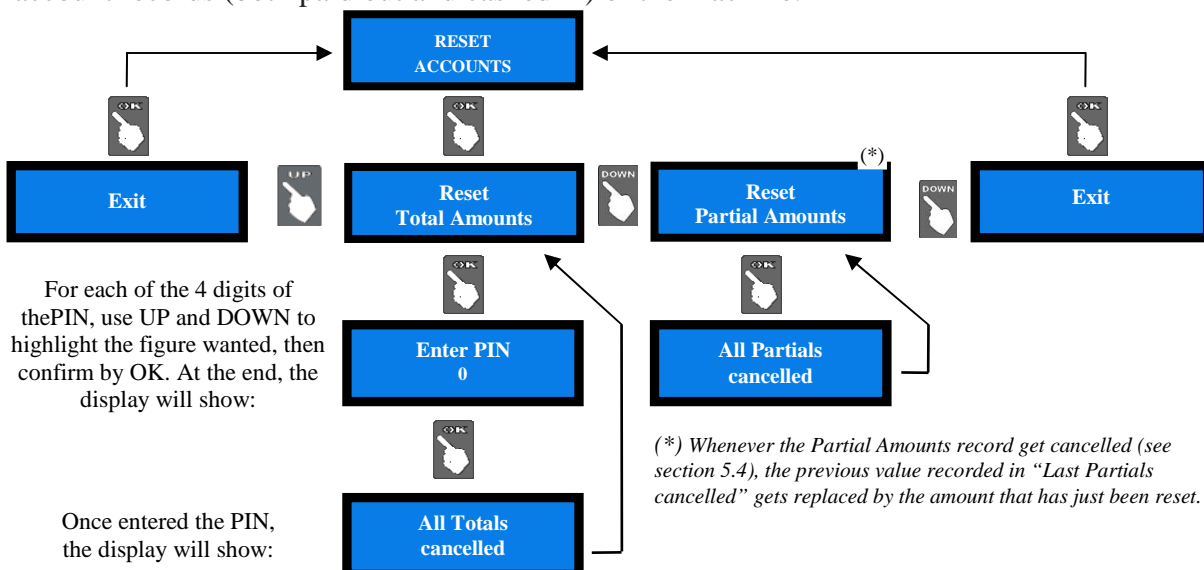 RESET
ACCOUNTS
OK
OK
OK
(*)
Exit
UP
Reset
Total Amounts
DOWN
Reset
Partial Amounts
DOWN
Exit
OK
OK
For each of the 4 digits of
thePIN, use UP and DOWN to
highlight the figure wanted, then
confirm by OK. At the end, the
display will show:
Enter PIN
0
All Partials
cancelled
OK
(*) Whenever the Partial Amounts record get cancelled (see
section 5.4), the previous value recorded in “Last Partials
cancelled” gets replaced by the amount that has just been reset.
Once entered the PIN,
the display will show:
All Totals
cancelled